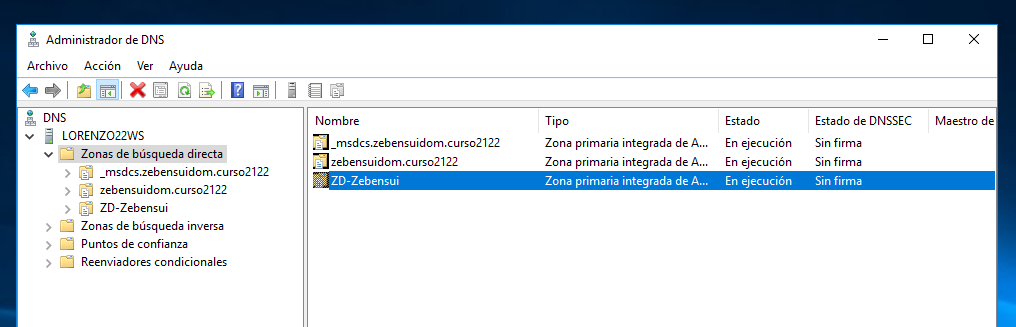 Administrador de DNS
Archivo Acción Ver Ayuda
DNS
LORENZO22WS
Zonas de búsqueda directa
_msdcs.zebensuidom.curso2122
zebensuidom.curso2122
ZD-Zebensui
Zonas de búsqueda inversa
Puntos de confianza
Reenviadores condicionales
Nombre Tipo Estado Estado de DNSSEC Maestro de
_msdcs.zebensuidom.curso2122 Zona primaria integrada de A... En ejecución Sin firma
zebensuidom.curso2122 Zona primaria integrada de A... En ejecución Sin firma
ZD-Zebensui Zona primaria integrada de A... En ejecución Sin firma